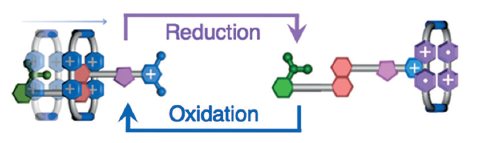 Reduction
Oxidation
+ + + +
+ + +
+ •
+
• +